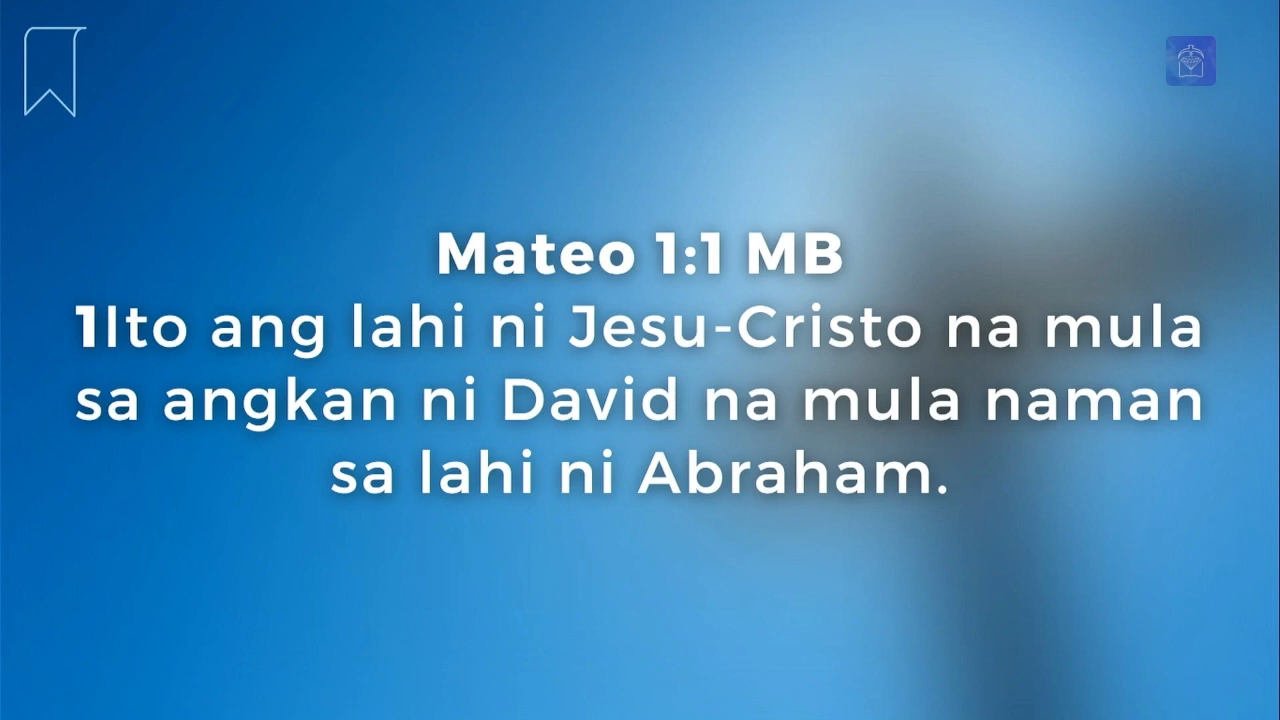 Mateo 1:1 MB
1Ito ang lahi ni Jesu-Cristo na mula
sa angkan ni David na mula naman
sa lahi ni Abraham.